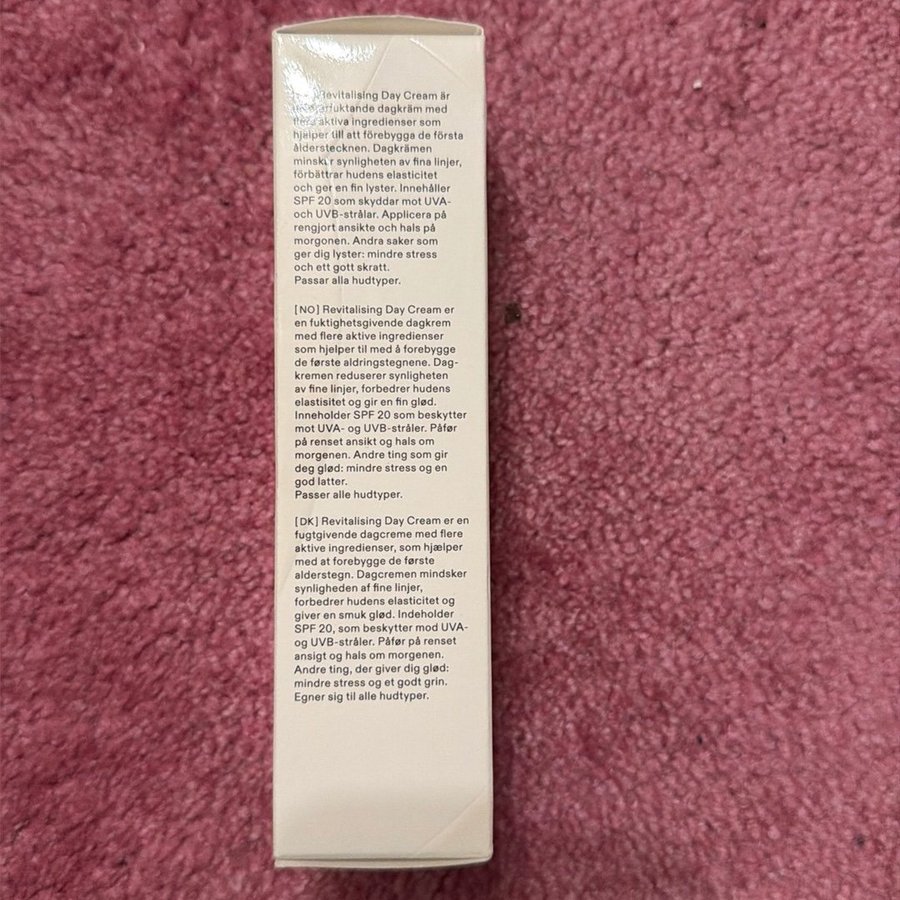 Revitalising Day Cream är
dagkräm med
flera aktiva ingredienser som
hjälper till att förebygga de första
ålderstecknen. Dagkrämen
minskar synligheten av fina linjer,
förbättrar hudens elasticitet
och ger en fin lyster. Innehåller
SPF 20 som skyddar mot UVA-
och UVB-strålar. Applicera på
rengjort ansikte och hals på
morgonen. Andra saker som
ger dig lyster: mindre stress
och ett gott skratt.
Passar alla hudtyper.
[NO] Revitalising Day Cream er
en fuktighetsgivende dagkrem
med flere aktive ingredienser
som hjelper til med å forebygge
de første aldringstegnene. Dag-
kremen reduserer synligheten
av fine linjer, forbedrer hudens
elastisitet og gir en fin glød.
Inneholder SPF 20 som beskytter
mot UVA- og UVB-stråler. Påfør
på renset ansikt og hals om
morgenen. Andre ting som gir
deg glød: mindre stress og en
god latter.
Passer alle hudtyper.
[DK] Revitalising Day Cream er en
fugtgivende dagcreme med flere
aktive ingredienser, som hjælper
med at forebygge de første
alderstegn. Dagcremen mindsker
synligheden af fine linjer,
forbedrer hudens elasticitet og
giver en smuk glød. Indeholder
SPF 20, som beskytter mod UVA-
og UVB-stråler. Påfør på renset
ansigt og hals om morgenen.
Andre ting, der giver dig glød:
mindre stress og et godt grin.
Egner sig til alle hudtyper.